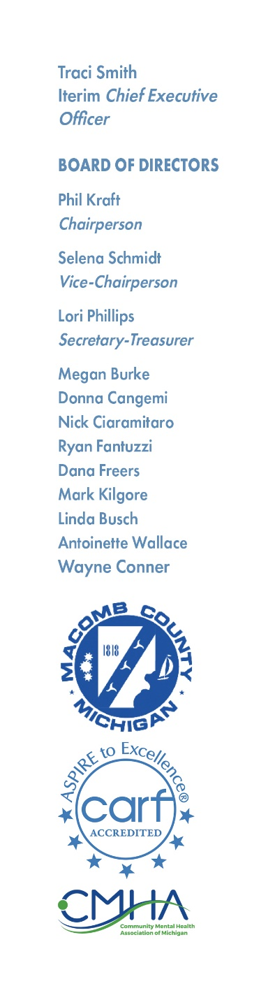 Traci Smith
Iterim Chief Executive
Officer
BOARD OF DIRECTORS
Phil Kraft
Chairperson
Selena Schmidt
Vice-Chairperson
Lori Phillips
Secretary-Treasurer
Megan Burke
Donna Cangemi
Nick Ciaramitaro
Ryan Fantuzzi
Dana Freers
Mark Kilgore
Linda Busch
Antoinette Wallace
Wayne Conner
MACOMB COUNTY
1818
MICHIGAN
ASPIRE to Excellence®
carf
ACCREDITED
CMHA
Community Mental Health
Association of Michigan